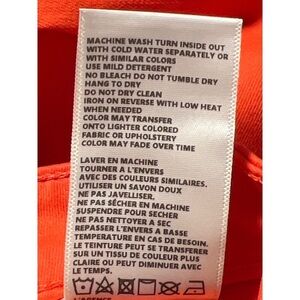 MACHINE WASH TURN INSIDE OUT
WITH COLD WATER SEPARATELY OR
WITH SIMILAR COLORS
USE MILD DETERGENT
NO BLEACH DO NOT TUMBLE DRY
HANG TO DRY
DO NOT DRY CLEAN
IRON ON REVERSE WITH LOW HEAT
WHEN NEEDED
COLOR MAY TRANSFER
ONTO LIGHTER COLORED
FABRIC OR UPHOLSTERY
COLOR MAY FADE OVER TIME
LAVER EN MACHINE
TOURNER A L'ENVERS
AVEC DES COULEURS SIMILAIRES.
UTILISER UN SAVON DOUX
NE PAS JAVELLISER.
NE PAS SÉCHER EN MACHINE
SUSPENDRE POUR SECHER
NE PAS NETTOYER A SEC
REPASSER L'ENVERS A BASSE
TEMPERATURE EN CAS DE BESOIN.
LE TEINTURE PEUT SE TRANSFERER
SUR UN TISSU DE COULEUR PLUS
CLAIRE OU PEUT DIMINUER AVEC
LE TEMPS.